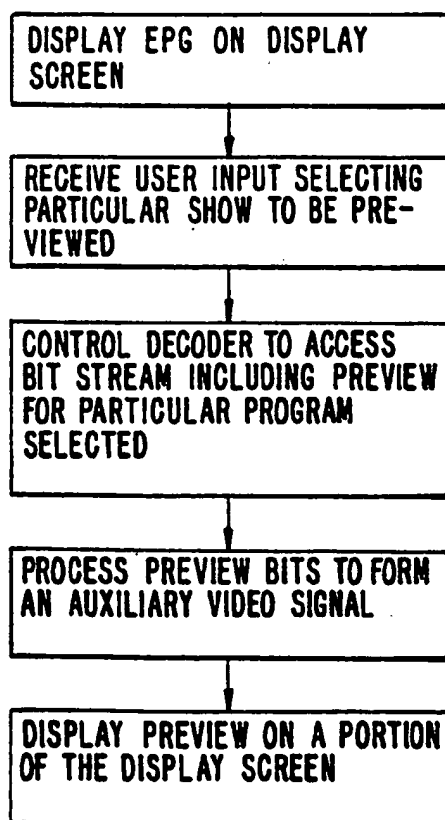 DISPLAY EPG ON DISPLAY
SCREEN
RECEIVE USER INPUT SELECTING
PARTICULAR SHOW TO BE PRE-
VIEWED
CONTROL DECODER TO ACCESS
BIT STREAM INCLUDING PREVIEW
FOR PARTICULAR PROGRAM
SELECTED
PROCESS PREVIEW BITS TO FORM
AN AUXILIARY VIDEO SIGNAL
DISPLAY PREVIEW ON A PORTION
OF THE DISPLAY SCREEN